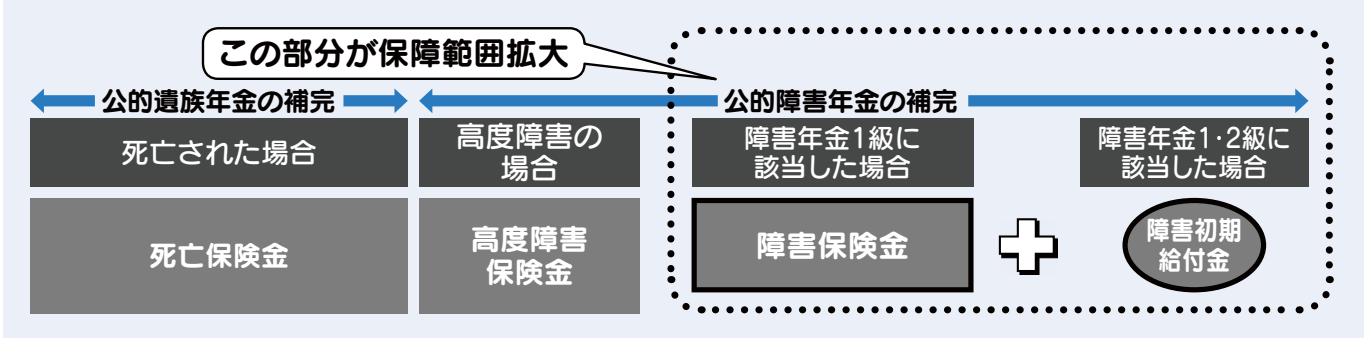 この部分が保障範囲拡大
公的遺族年金の補完
公的障害年金の補完
死亡された場合
高度障害の
場合
障害年金1級に
該当した場合
障害年金1・2級に
該当した場合
死亡保険金
高度障害
保険金
障害保険金
障害初期
給付金